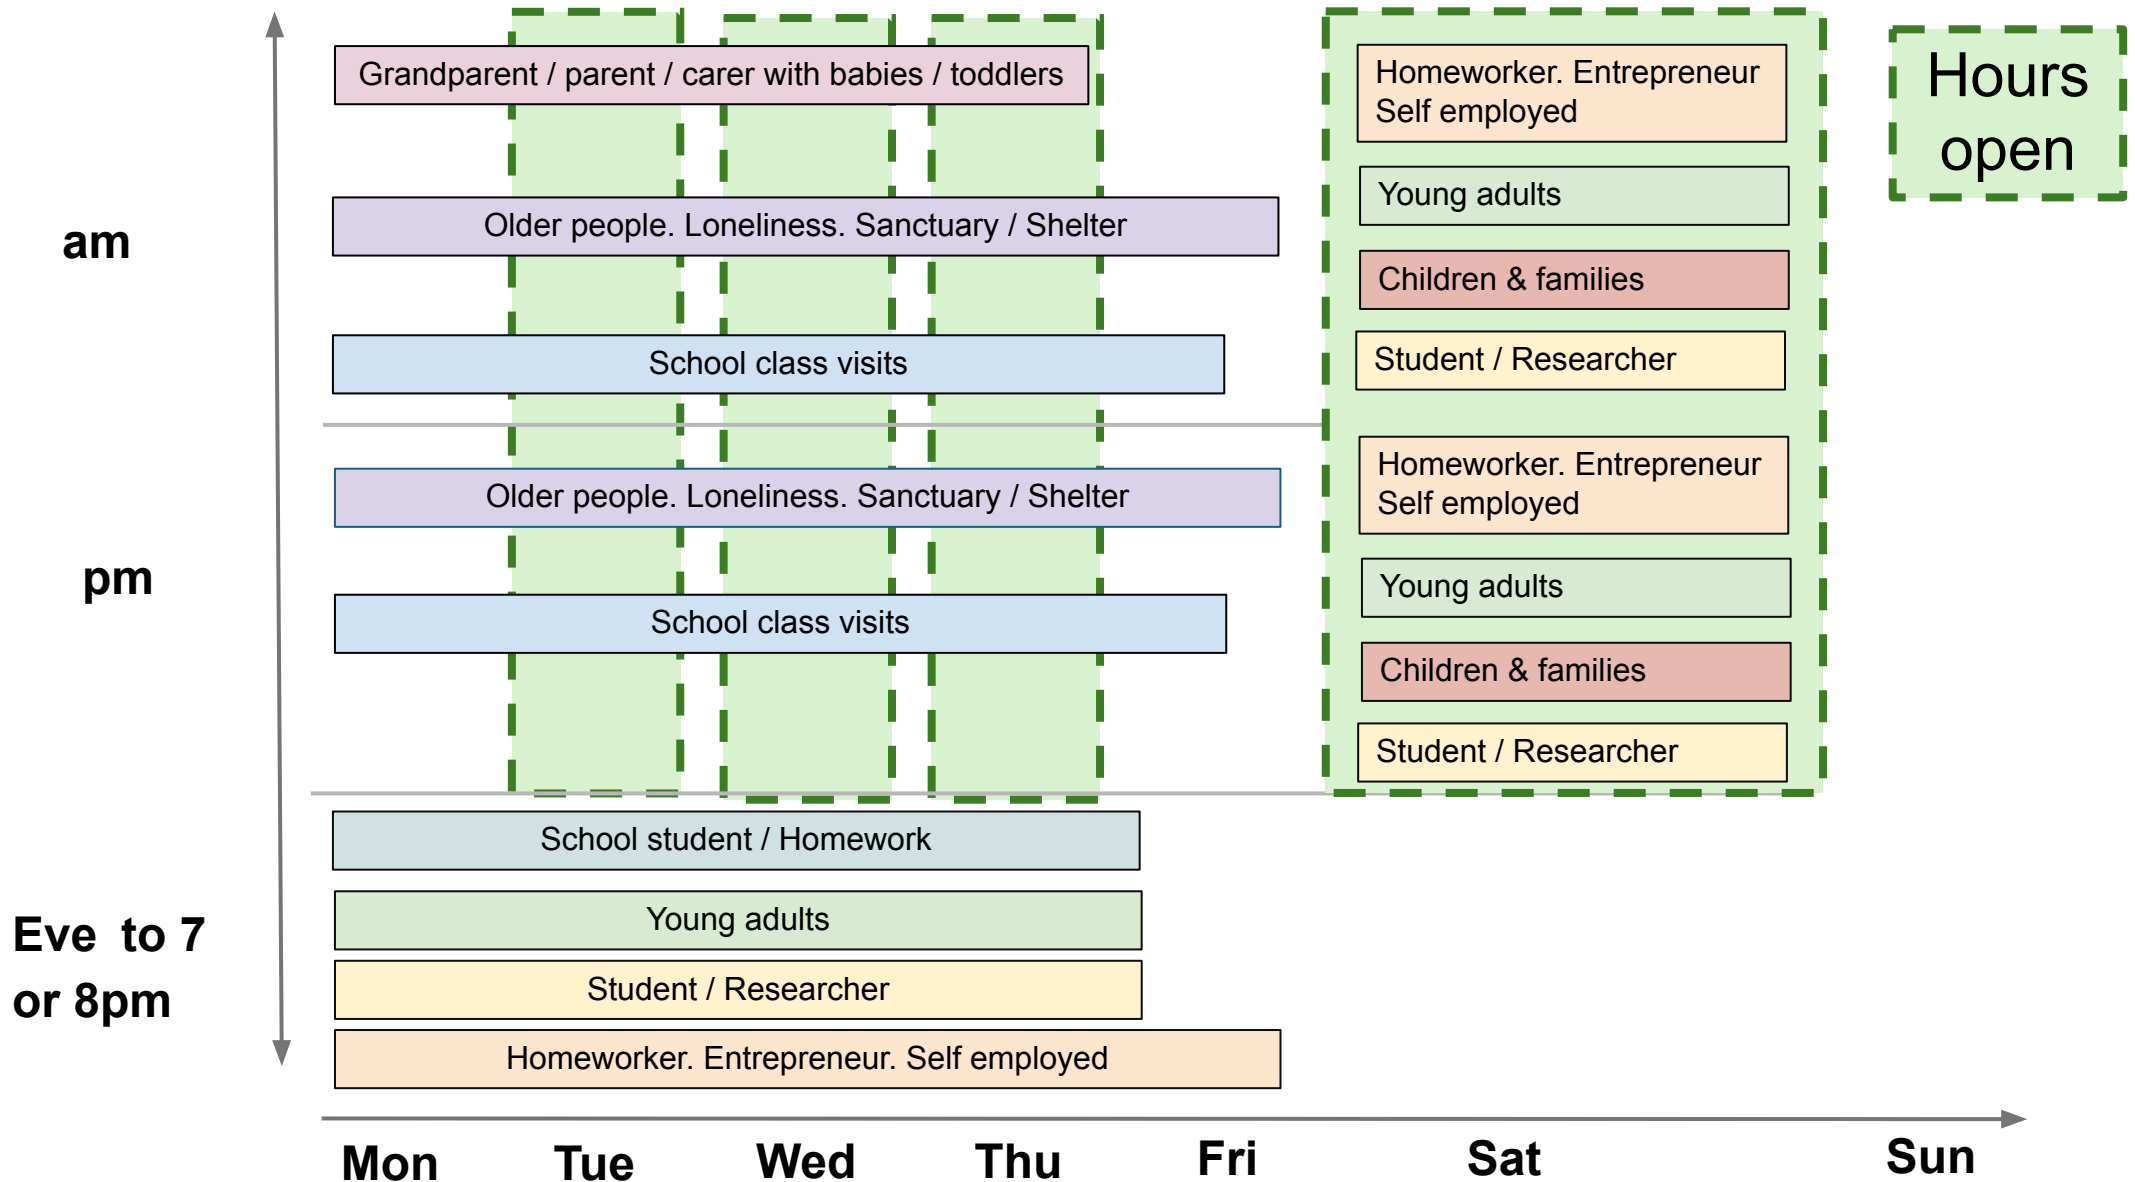 Grandparent / parent / carer with babies / toddlers
Homeworker. Entrepreneur
Self employed
Hours
open
Young adults
am
Older people. Loneliness. Sanctuary / Shelter
Children & families
School class visits
Student / Researcher
Older people. Loneliness. Sanctuary / Shelter
Homeworker. Entrepreneur
Self employed
pm
Young adults
School class visits
Children & families
Student / Researcher
School student / Homework
Eve to 7
or 8pm
Young adults
Student / Researcher
Homeworker. Entrepreneur. Self employed
Mon
Tue
Wed
Thu
Fri
Sat
Sun